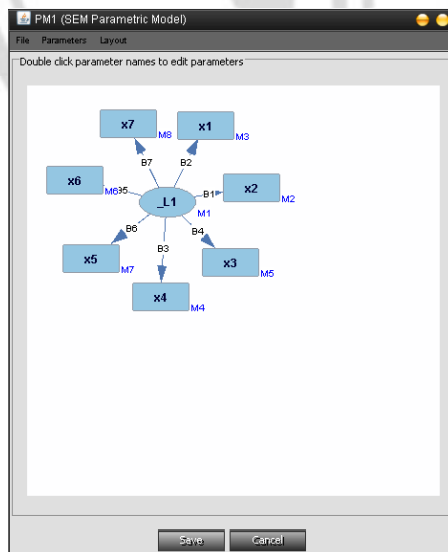 PM1 (SEM Parametric Model)
File Parameters Layout
Double click parameter names to edit parameters
x7
M8
x1
M3
B7
B2
x6
M6
B5
_L1
M1
B1
x2
M2
B6
B4
x5
M7
B3
x3
M5
x4
M4
Save Cancel